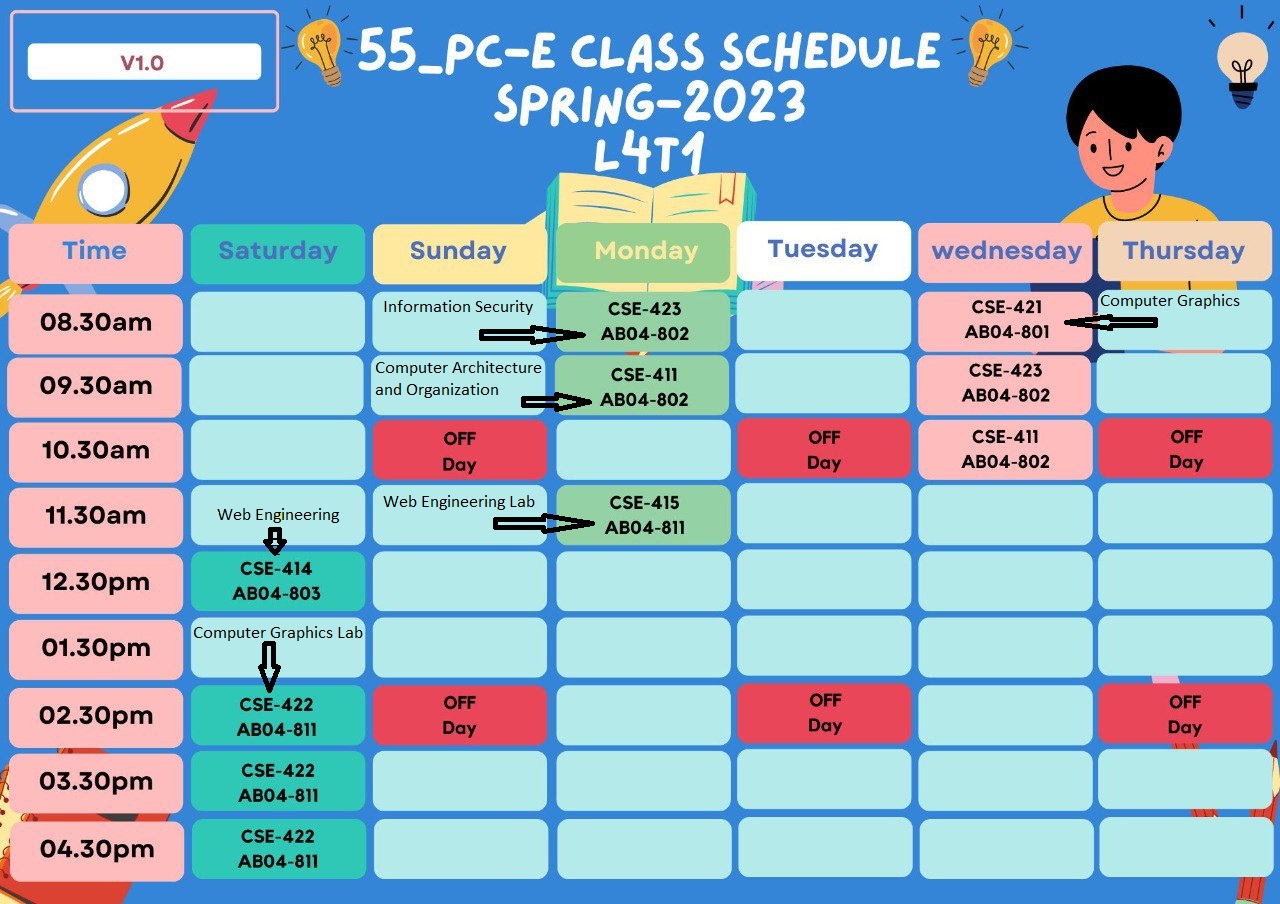 V1.0
55_PC-E CLASS SCHEDULE
SPRING-2023
L4T1
Time
Saturday
Sunday
Monday
Tuesday
wednesday
Thursday
08.30am
Information Security
CSE-423
AB04-802
CSE-421
AB04-801
Computer Graphics
09.30am
Computer Architecture
and Organization
CSE-411
AB04-802
CSE-423
AB04-802
10.30am
OFF
Day
OFF
Day
CSE-411
AB04-802
OFF
Day
11.30am
Web Engineering
Web Engineering Lab
CSE-415
AB04-811
12.30pm
CSE-414
AB04-803
01.30pm
Computer Graphics Lab
02.30pm
CSE-422
AB04-811
OFF
Day
OFF
Day
OFF
Day
03.30pm
CSE-422
AB04-811
04.30pm
CSE-422
AB04-811